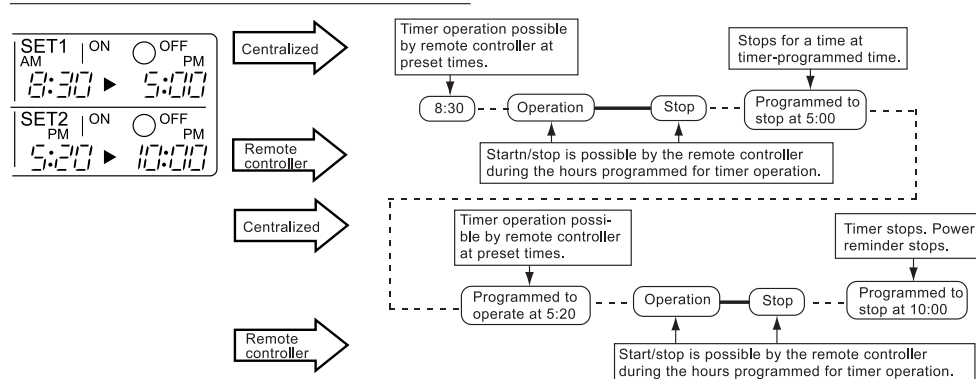 SET1 ON OFF
AM PM
8:30 5:00
SET2 ON OFF
PM PM
5:20 10:00
Centralized
Remote
controller
Centralized
Remote
controller
Timer operation possible
by remote controller at
preset times.
Stops for a time at
timer-programmed time.
8:30
Operation
Stop
Programmed to
stop at 5:00
Startn/stop is possible by the remote controller
during the hours programmed for timer operation.
Timer operation possi-
ble by remote controller
at preset times.
Timer stops. Power
reminder stops.
Programmed to
operate at 5:20
Operation
Stop
Programmed to
stop at 10:00
Start/stop is possible by the remote controller
during the hours programmed for timer operation.